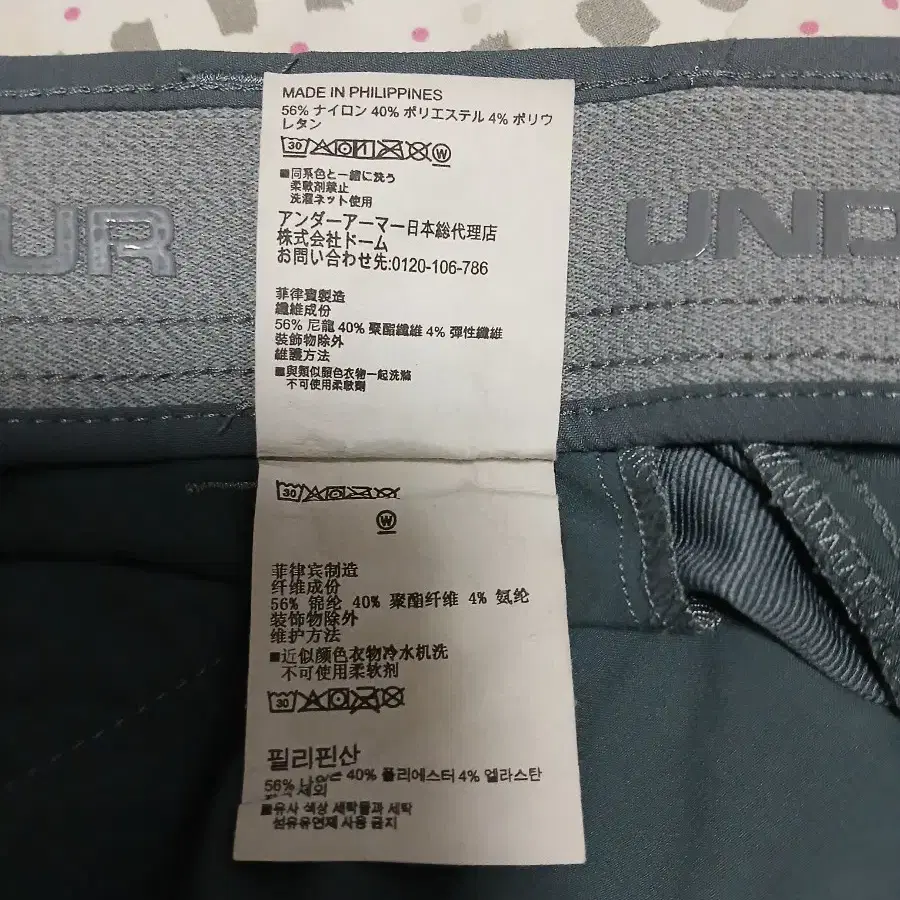 UR
UND
MADE IN PHILIPPINES
56% ナイロン 40% ポリエステル 4% ポリウ
レタン
30 W
■同系色と一緒に洗う
柔軟剤禁止
洗濯ネット使用
アンダーアーマー日本総代理店
株式会社ドーム
お問い合わせ先:0120-106-786
菲律賓製造
纖維成份
56% 尼龍 40% 聚酯纖維 4% 彈性纖維
裝飾物除外
維護方法
■與類似顏色衣物一起洗滌
不可使用柔軟劑
30
W
菲律宾制造
纤维成份
56% 锦纶 40% 聚酯纤维 4% 氨纶
装饰物除外
维护方法
■近似颜色衣物冷水机洗
不可使用柔软剂
30
필리핀산
56% 40% 폴리에스터 4% 엘라스탄
세외
■유사 색상 세탁물과 세탁
섬유유연제 사용 금지